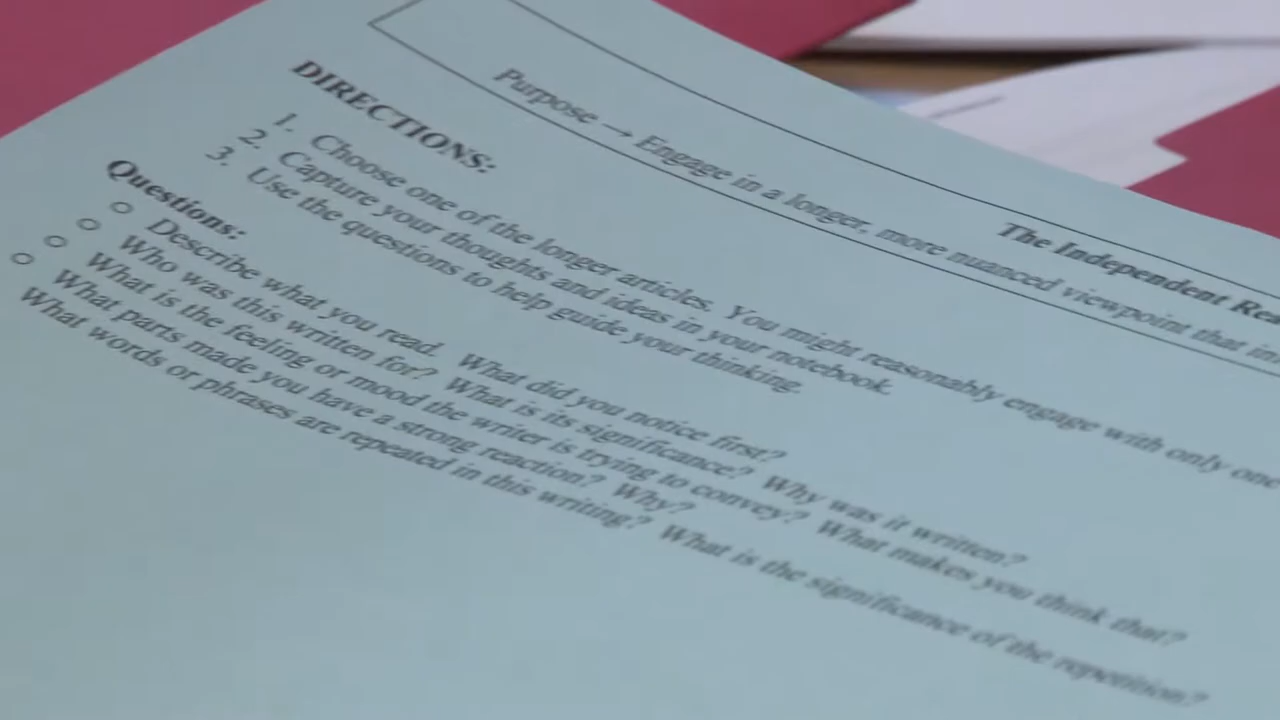 The Independent Rea
Purpose → Engage in a longer, more nuanced viewpoint that in
DIRECTIONS:
1. Choose one of the longer articles. You might reasonably engage with only one
2. Capture your thoughts and ideas in your notebook.
3. Use the questions to help guide your thinking.
Questions:
○ Describe what you read. What did you notice first?
○ Who was this written for? What is its significance? Why was it written?
○ What is the feeling or mood the writer is trying to convey? What makes you think that?
○ What parts made you have a strong reaction? Why?
What words or phrases are repeated in this writing? What is the significance of the repetition?